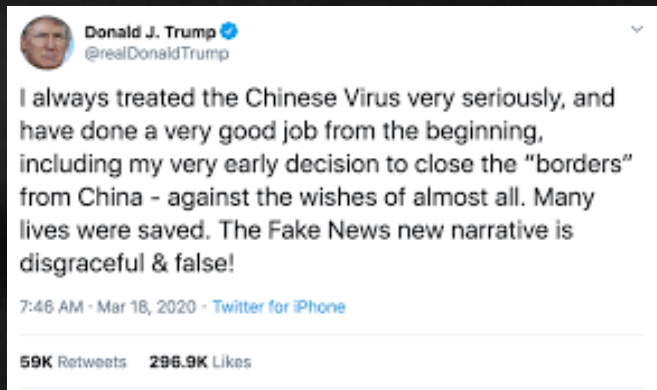 Donald J. Trump
@realDonaldTrump
I always treated the Chinese Virus very seriously, and
have done a very good job from the beginning,
including my very early decision to close the "borders"
from China - against the wishes of almost all. Many
lives were saved. The Fake News new narrative is
disgraceful & false!
7:46 AM · Mar 18, 2020 · Twitter for iPhone
59K Retweets 296.9K Likes